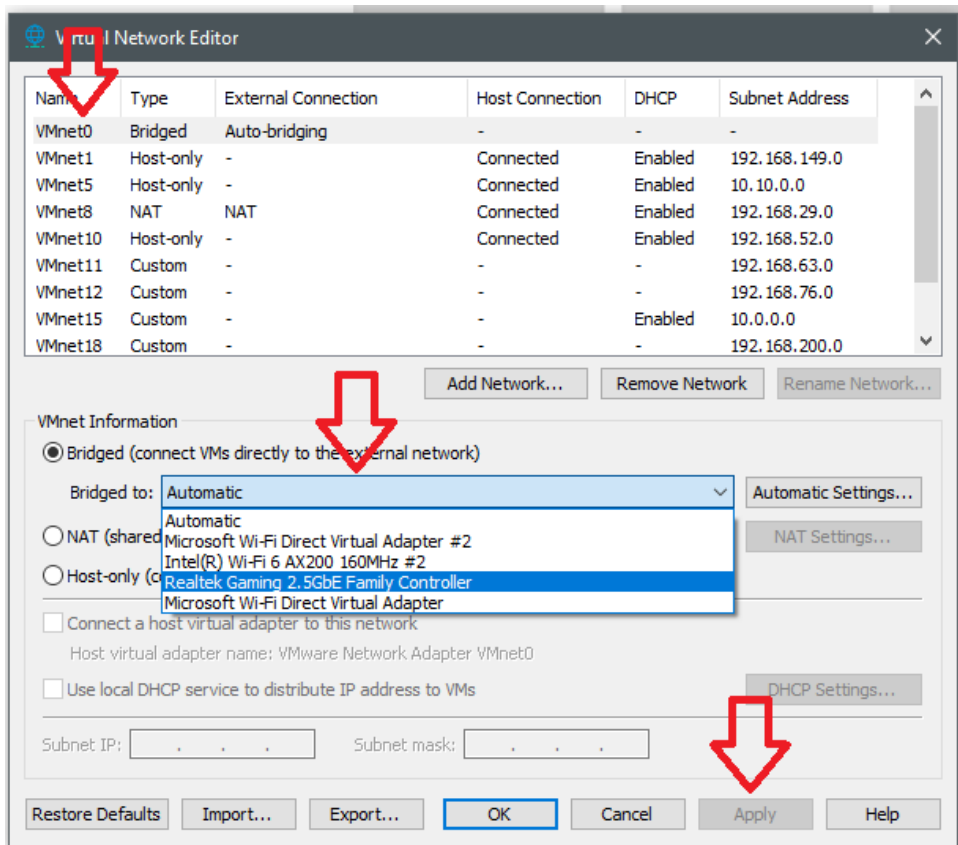 Virtual Network Editor
Name Type External Connection Host Connection DHCP Subnet Address
VMnet0 Bridged Auto-bridging - - -
VMnet1 Host-only - Connected Enabled 192.168.149.0
VMnet5 Host-only - Connected Enabled 10.10.0.0
VMnet8 NAT NAT Connected Enabled 192.168.29.0
VMnet10 Host-only - Connected Enabled 192.168.52.0
VMnet11 Custom - - - 192.168.63.0
VMnet12 Custom - - - 192.168.76.0
VMnet15 Custom - - Enabled 10.0.0.0
VMnet18 Custom - - - 192.168.200.0
Add Network... Remove Network Rename Network...
VMnet Information
Bridged (connect VMs directly to the external network)
Bridged to: Automatic Automatic Settings...
Automatic
NAT (shared Microsoft Wi-Fi Direct Virtual Adapter #2 NAT Settings...
Intel(R) Wi-Fi 6 AX200 160MHz #2
Host-only (c Realtek Gaming 2.5GbE Family Controller
Microsoft Wi-Fi Direct Virtual Adapter
Connect a host virtual adapter to this network
Host virtual adapter name: VMware Network Adapter VMnet0
Use local DHCP service to distribute IP address to VMs DHCP Settings...
Subnet IP: . . . Subnet mask: . . .
Restore Defaults Import... Export... OK Cancel Apply Help